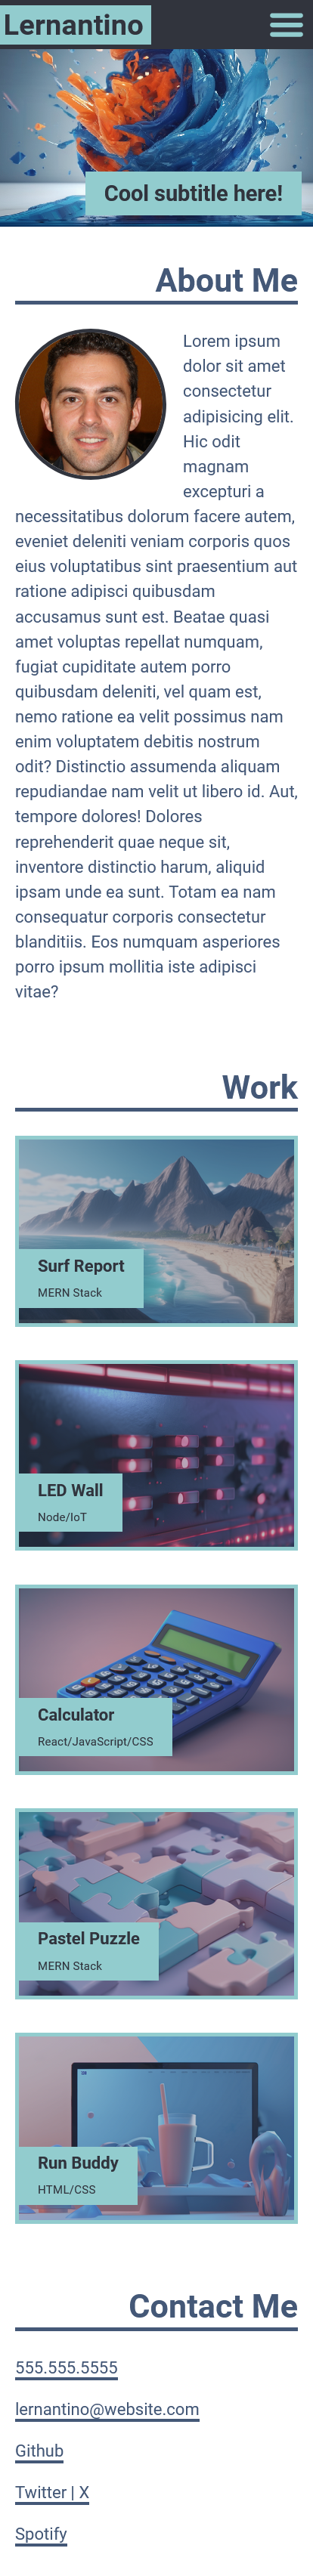 Lernantino
Cool subtitle here!
About Me
Lorem ipsum
dolor sit amet
consectetur
adipisicing elit.
Hic odit
magnam
excepturi a
necessitatibus dolorum facere autem,
eveniet deleniti veniam corporis quos
eius voluptatibus sint praesentium aut
ratione adipisci quibusdam
accusamus sunt est. Beatae quasi
amet voluptas repellat numquam,
fugiat cupiditate autem porro
quibusdam deleniti, vel quam est,
nemo ratione ea velit possimus nam
enim voluptatem debitis nostrum
odit? Distinctio assumenda aliquam
repudiandae nam velit ut libero id. Aut,
tempore dolores! Dolores
reprehenderit quae neque sit,
inventore distinctio harum, aliquid
ipsam unde ea sunt. Totam ea nam
consequatur corporis consectetur
blanditiis. Eos numquam asperiores
porro ipsum mollitia iste adipisci
vitae?
Work
Surf Report
MERN Stack
LED Wall
Node/IoT
Calculator
React/JavaScript/CSS
Pastel Puzzle
MERN Stack
Run Buddy
HTML/CSS
Contact Me
555.555.5555
lernantino@website.com
Github
Twitter | X
Spotify